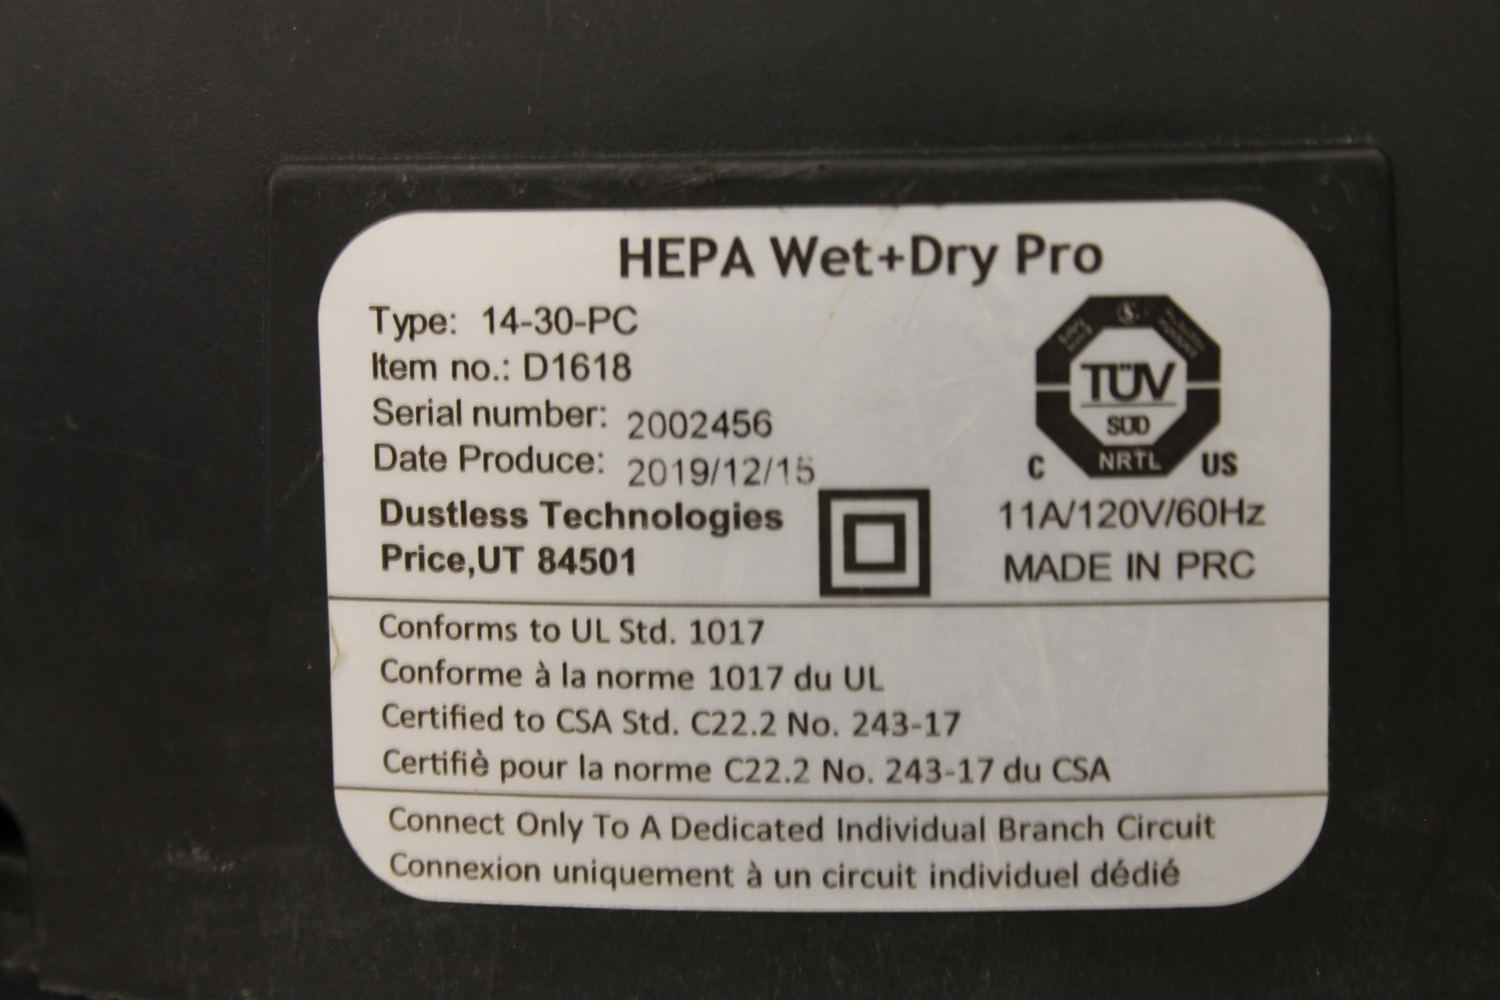 HEPA Wet+Dry Pro
Type: 14-30-PC
Item no.: D1618
Serial number: 2002456
Date Produce: 2019/12/15
Dustless Technologies
Price,UT 84501
TÜV
SÜD
NRTL
C US
11A/120V/60Hz
MADE IN PRC
Conforms to UL Std. 1017
Conforme à la norme 1017 du UL
Certified to CSA Std. C22.2 No. 243-17
Certifiè pour la norme C22.2 No. 243-17 du CSA
Connect Only To A Dedicated Individual Branch Circuit
Connexion uniquement à un circuit individuel dédié